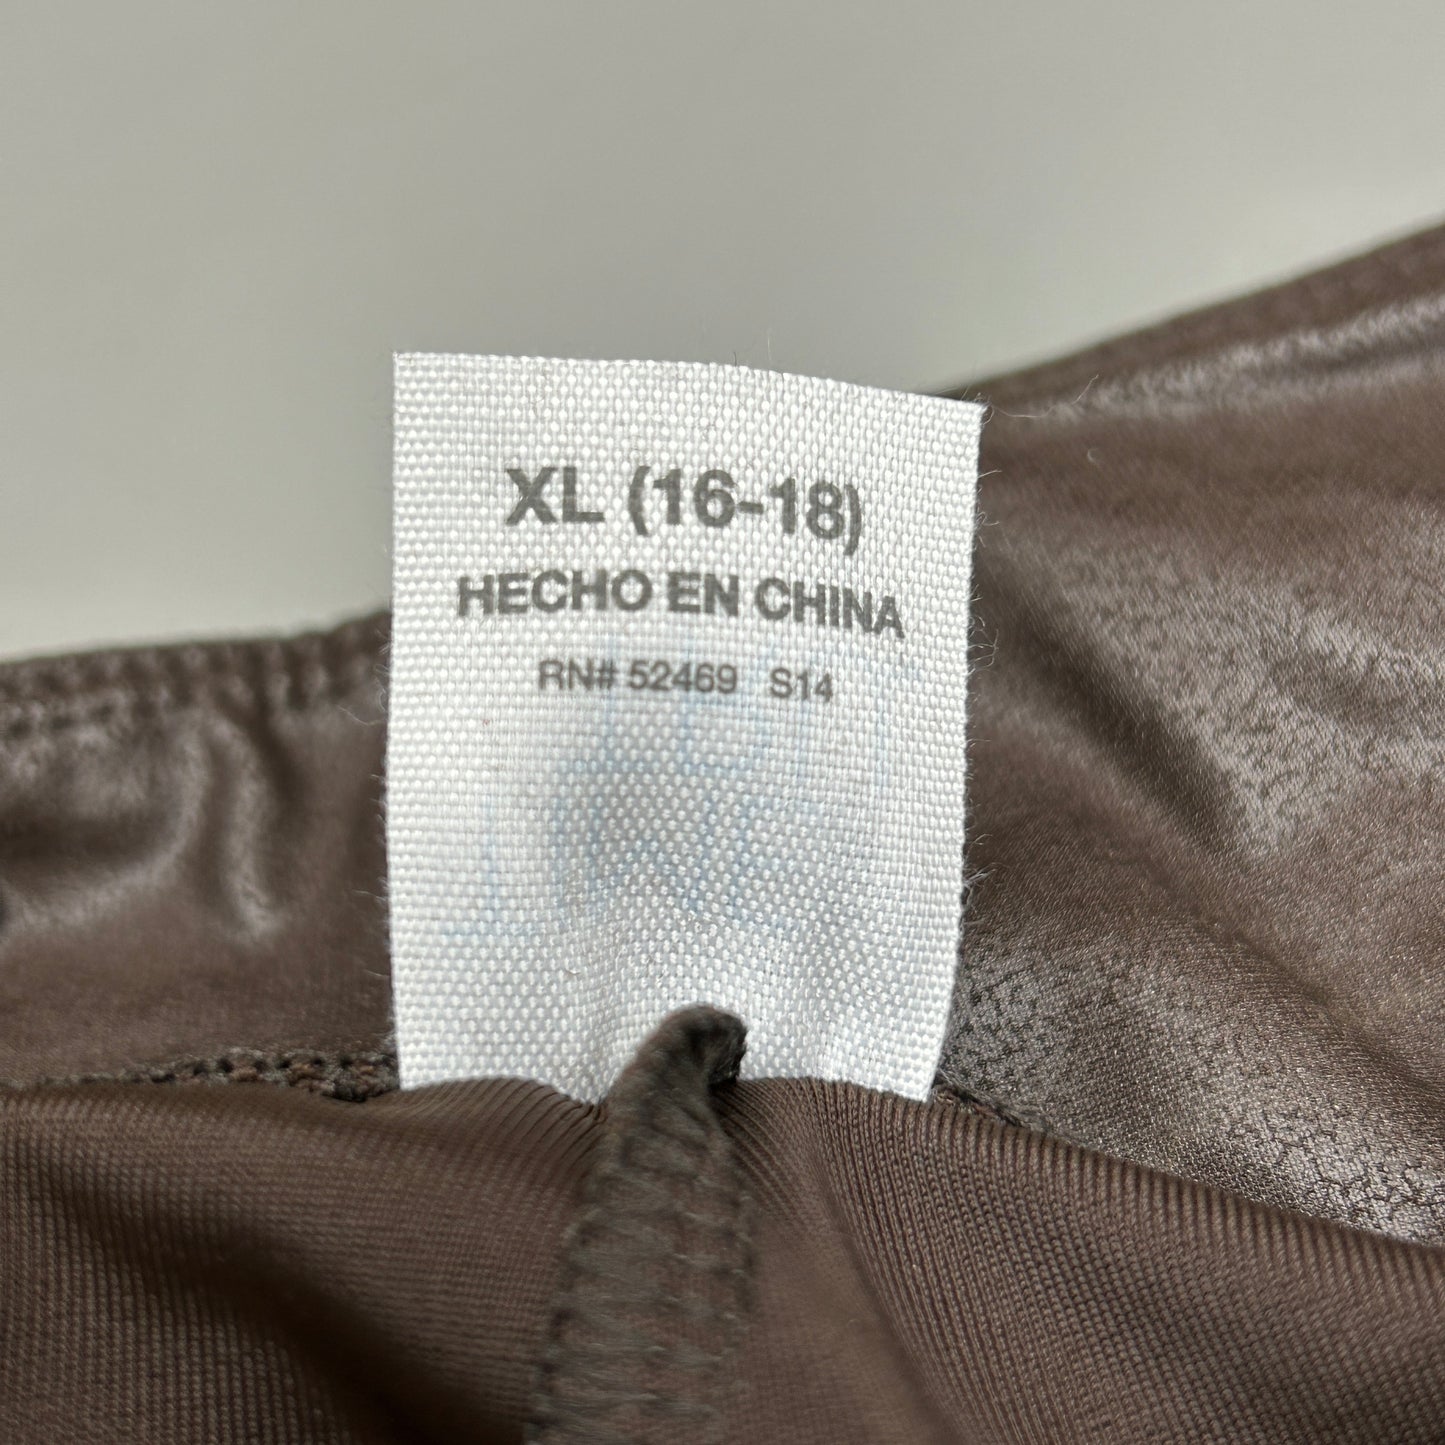 XL (16-18)
HECHO EN CHINA
RN# 52469 S14